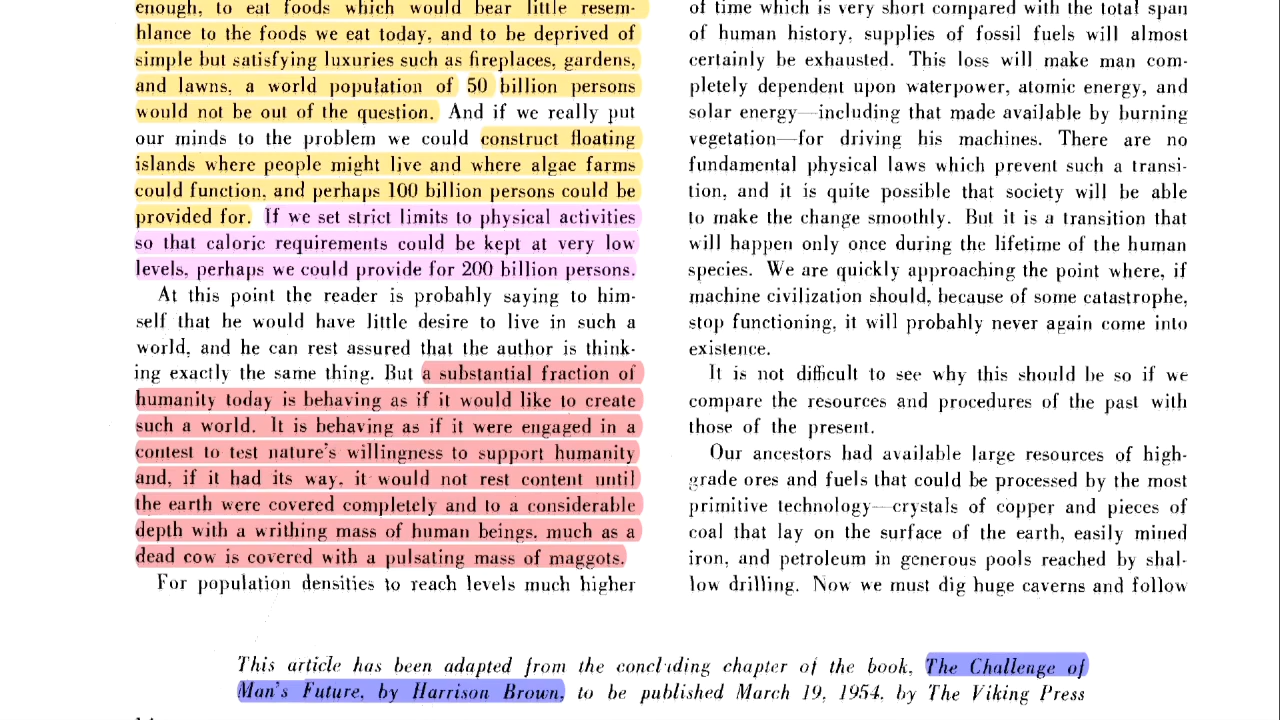 enough, to eat foods which would bear little resem-
hlance to the foods we eat today, and to be deprived of
simple but satisfying luxuries such as fireplaces, gardens,
and lawns, a world population of 50 billion persons
would not be out of the question. And if we really put
our minds to the problem we could construct floating
islands where people might live and where algae farms
could function, and perhaps 100 billion persons could be
provided for. If we set strict limits to physical activities
so that caloric requirements could be kept at very low
levels, perhaps we could provide for 200 billion persons.
At this point the reader is probably saying to him-
self that he would have little desire to live in such a
world, and he can rest assured that the author is think-
ing exactly the same thing. But a substantial fraction of
humanity today is behaving as if it would like to create
such a world. It is behaving as if it were engaged in a
contest to test nature's willingness to support humanity
and, if it had its way, it would not rest content until
the earth were covered completely and to a considerable
depth with a writhing mass of human beings, much as a
dead cow is covered with a pulsating mass of maggots.
For population densities to reach levels much higher
of time which is very short compared with the total span
of human history, supplies of fossil fuels will almost
certainly be exhausted. This loss will make man com-
pletely dependent upon waterpower, atomic energy, and
solar energy—including that made available by burning
vegetation—for driving his machines. There are no
fundamental physical laws which prevent such a transi-
tion, and it is quite possible that society will be able
to make the change smoothly. But it is a transition that
will happen only once during the lifetime of the human
species. We are quickly approaching the point where, if
machine civilization should, because of some catastrophe,
stop functioning, it will probably never again come into
existence.
It is not difficult to see why this should be so if we
compare the resources and procedures of the past with
those of the present.
Our ancestors had available large resources of high-
grade ores and fuels that could be processed by the most
primitive technology—crystals of copper and pieces of
coal that lay on the surface of the earth, easily mined
iron, and petroleum in generous pools reached by shal-
low drilling. Now we must dig huge caverns and follow
This article has been adapted from the concluding chapter of the book, The Challenge of
Man's Future, by Harrison Brown, to be published March 19, 1954, by The Viking Press